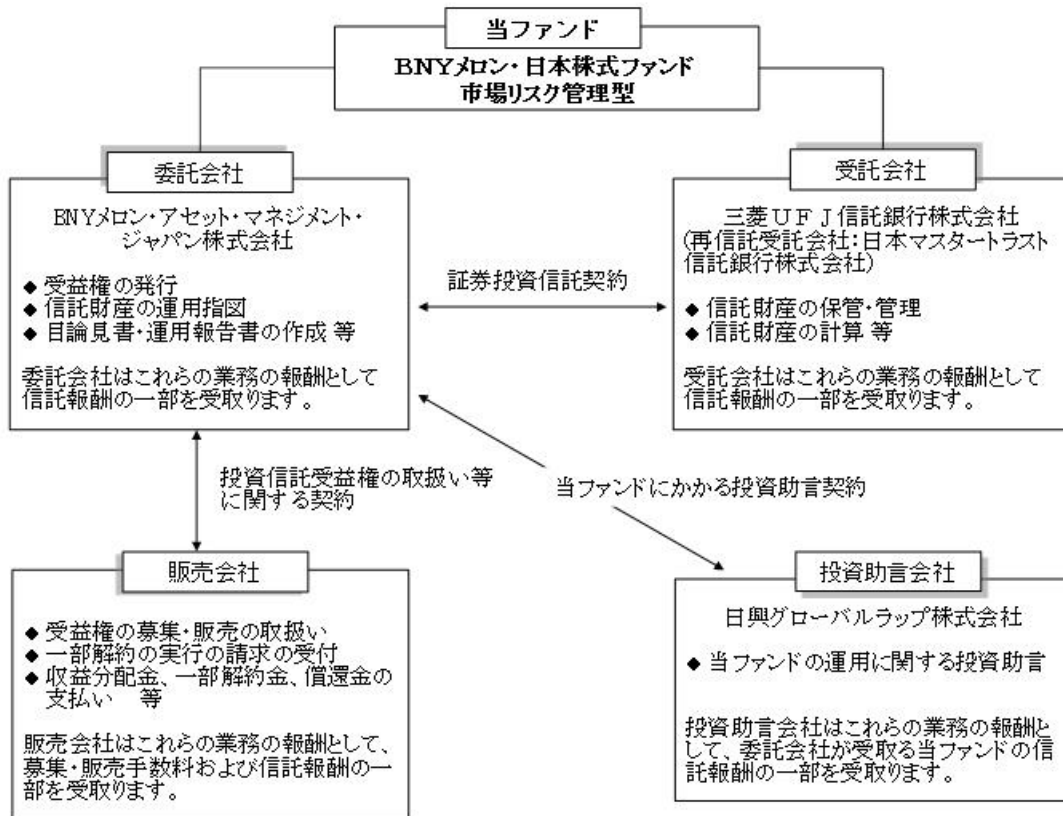 当ファンド
BNYメロン・日本株式ファンド
市場リスク管理型
委託会社
BNYメロン・アセット・マネジメント・
ジャパン株式会社
◆ 受益権の発行
◆ 信託財産の運用指図
◆ 目論見書・運用報告書の作成 等
委託会社はこれらの業務の報酬として
信託報酬の一部を受取ります。
受託会社
三菱UFJ信託銀行株式会社
(再信託受託会社:日本マスタートラスト
信託銀行株式会社)
◆ 信託財産の保管・管理
◆ 信託財産の計算 等
受託会社はこれらの業務の報酬として
信託報酬の一部を受取ります。
証券投資信託契約
投資信託受益権の取扱い等
に関する契約
当ファンドにかかる投資助言契約
販売会社
◆ 受益権の募集・販売の取扱い
◆ 一部解約の実行の請求の受付
◆ 収益分配金、一部解約金、償還金の
支払い 等
販売会社はこれらの業務の報酬として、
募集・販売手数料および信託報酬の一
部を受取ります。
投資助言会社
日興グローバルラップ株式会社
◆ 当ファンドの運用に関する投資助言
投資助言会社はこれらの業務の報酬と
して、委託会社が受取る当ファンドの信
託報酬の一部を受取ります。